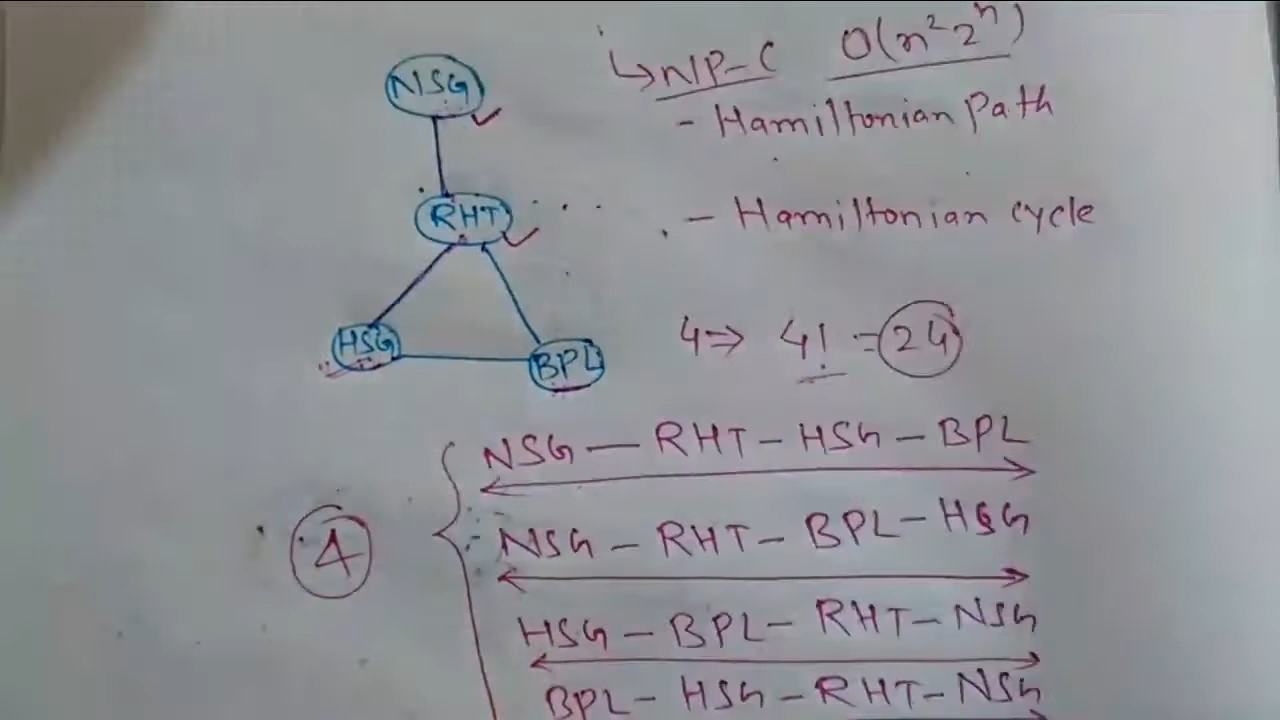 NSG
↳ NP-C O(n²2ⁿ)
- Hamiltonian Path
RHT
- Hamiltonian cycle
HSG
BPL
4 ⇒ 4! = 24
NSG — RHT - HSG - BPL
4
NSG - RHT - BPL - HSG
HSG - BPL - RHT - NSG
BPL - HSG - RHT - NSG